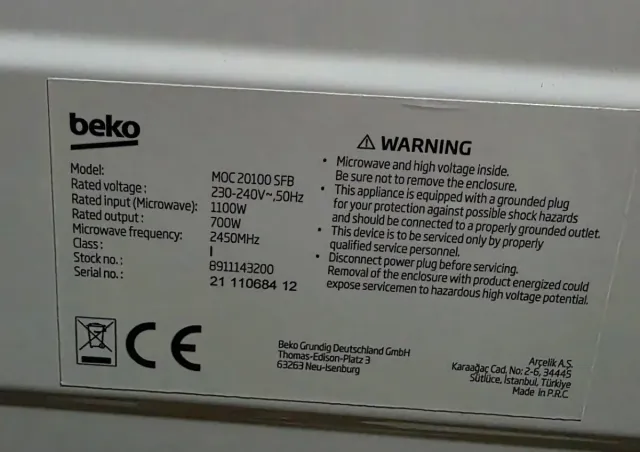 beko
Model: MOC 20100 SFB
Rated voltage: 230-240V~,50Hz
Rated input (Microwave): 1100W
Rated output: 700W
Microwave frequency: 2450MHz
Class: I
Stock no.: 8911143200
Serial no.: 21 110684 12
⚠ WARNING
• Microwave and high voltage inside.
Be sure not to remove the enclosure.
• This appliance is equipped with a grounded plug
for your protection against possible shock hazards
and should be connected to a properly grounded outlet.
• This device is to be serviced only by properly
qualified service personnel.
• Disconnect power plug before servicing.
Removal of the enclosure with product energized could
expose servicemen to hazardous high voltage potential.
CE
Beko Grundig Deutschland GmbH
Thomas-Edison-Platz 3
63263 Neu-Isenburg
Arçelik A.Ş.
Karaağaç Cad, No: 2-6, 34445
Sütlüce, İstanbul, Türkiye
Made in P.R.C.